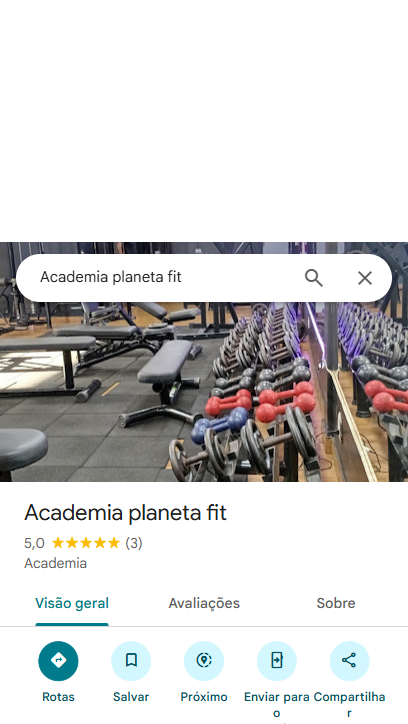 Academia planeta fit
Academia planeta fit
5,0 (3)
Academia
Visão geral Avaliações Sobre
Rotas Salvar Próximo Enviar para o Compartilhar